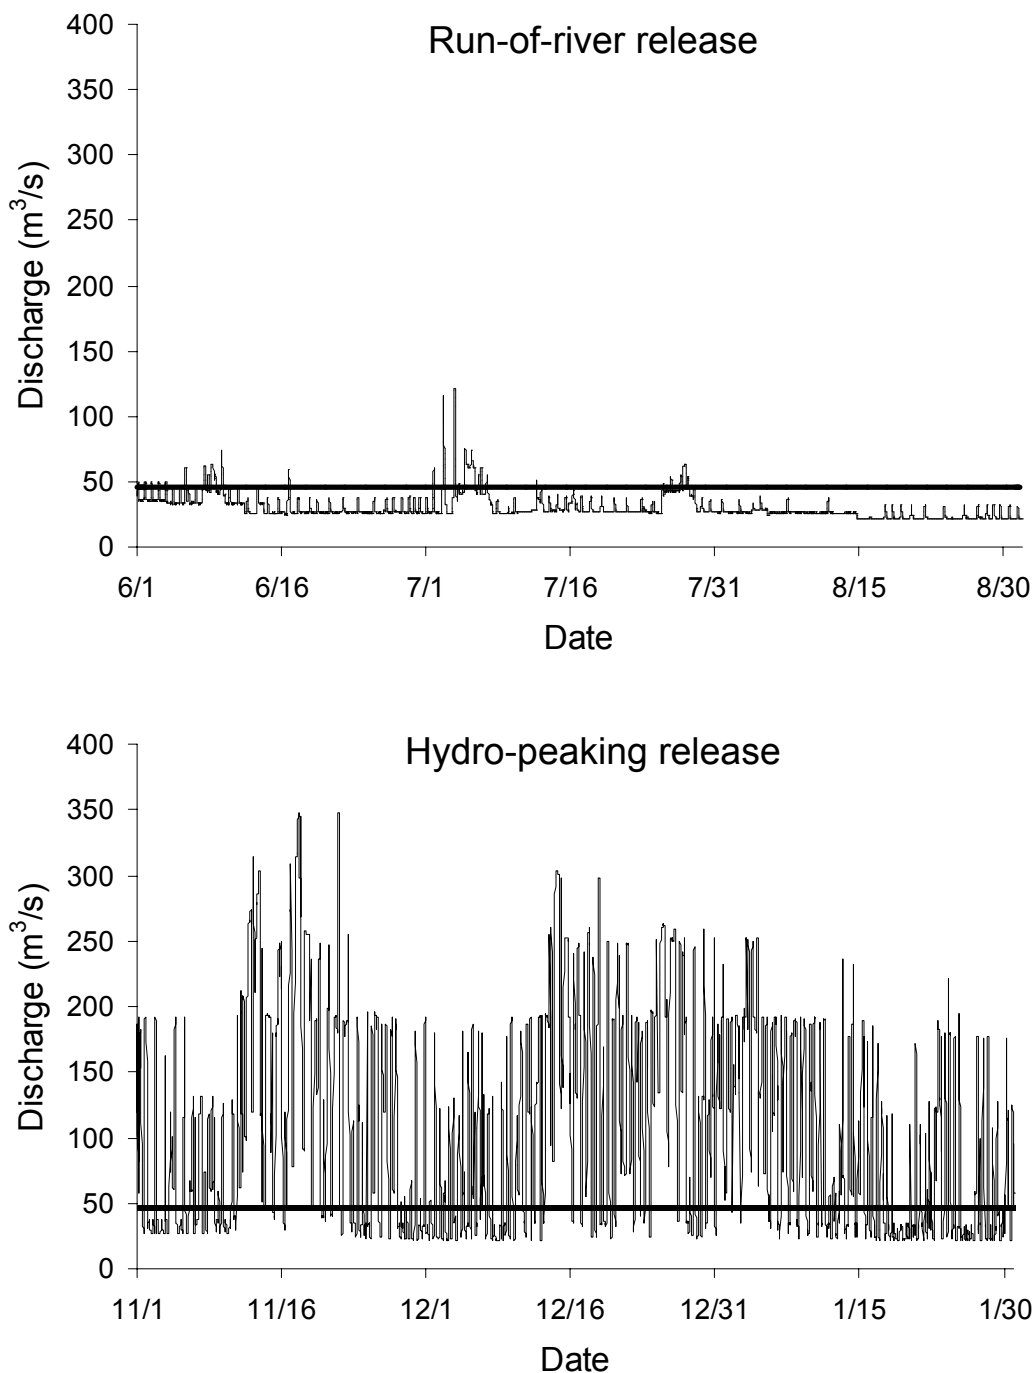 Run-of-river release
400
350
300
250
200
150
100
50
0
Discharge (m³/s)
6/1 6/16 7/1 7/16 7/31 8/15 8/30
Date
Hydro-peaking release
400
350
300
250
200
150
100
50
0
Discharge (m³/s)
11/1 11/16 12/1 12/16 12/31 1/15 1/30
Date